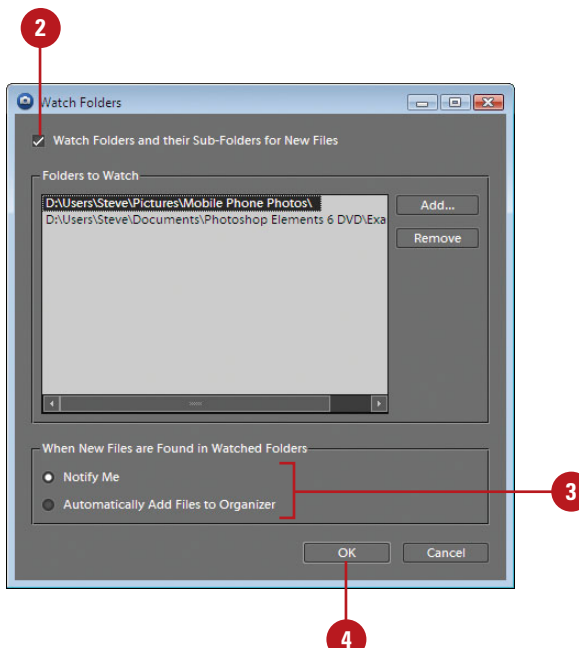 2
Watch Folders
Watch Folders and their Sub-Folders for New Files
Folders to Watch
D:\Users\Steve\Pictures\Mobile Phone Photos\
Add...
D:\Users\Steve\Documents\Photoshop Elements 6 DVD\Exa
Remove
When New Files are Found in Watched Folders
Notify Me
Automatically Add Files to Organizer
3
OK
Cancel
4